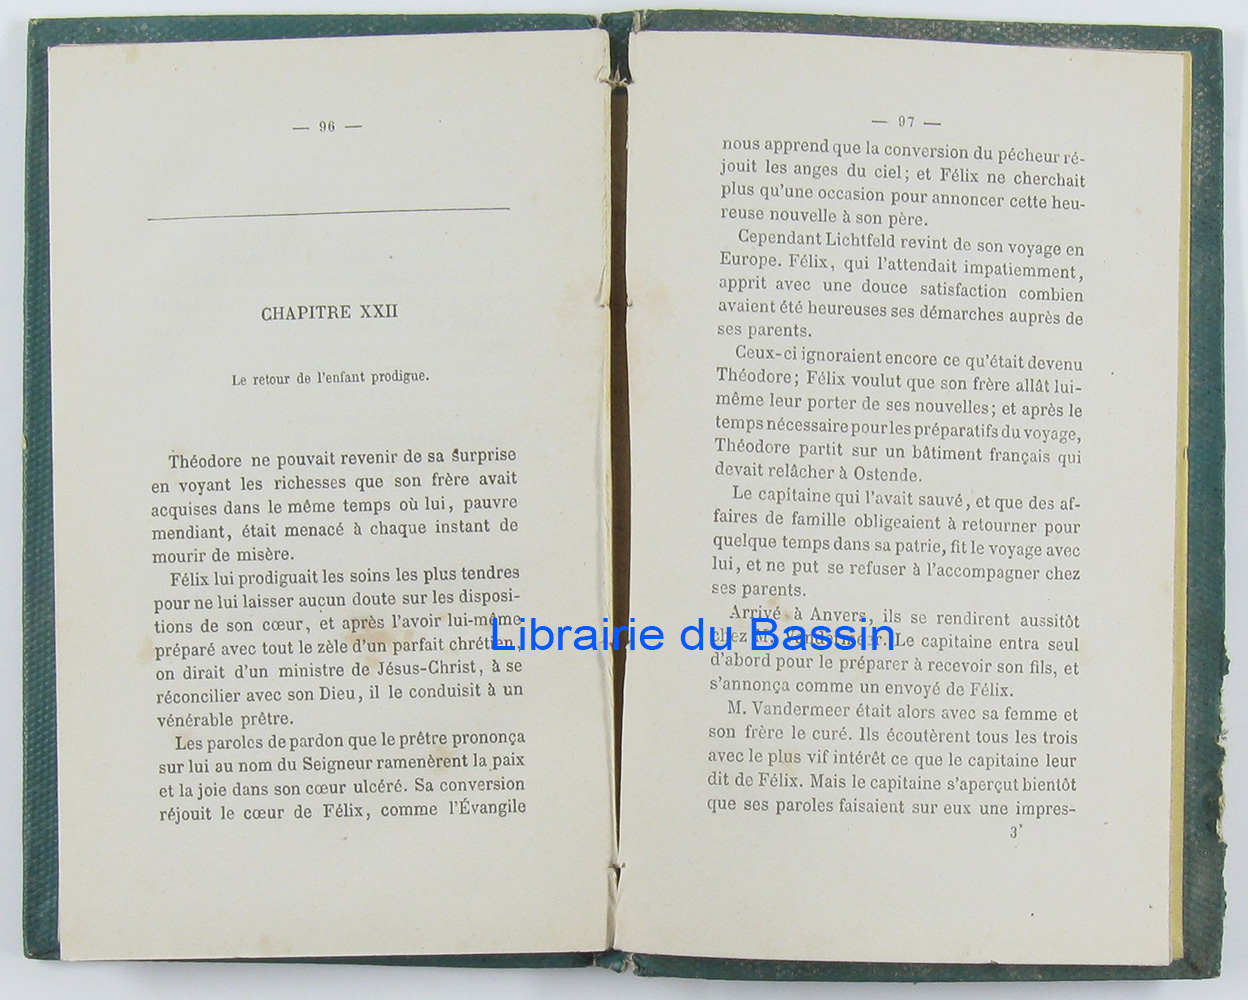 — 96 —
CHAPITRE XXII
Le retour de l'enfant prodigue.
Théodore ne pouvait revenir de sa surprise
en voyant les richesses que son frère avait
acquises dans le même temps où lui, pauvre
mendiant, était menacé à chaque instant de
mourir de misère.
Félix lui prodiguait les soins les plus tendres
pour ne lui laisser aucun doute sur les disposi-
tions de son cœur, et après l'avoir lui-même
préparé avec tout le zèle d'un parfait chrétien,
on dirait d'un ministre de Jésus-Christ, à se
réconcilier avec son Dieu, il le conduisit à un
vénérable prêtre.
Les paroles de pardon que le prêtre prononça
sur lui au nom du Seigneur ramenèrent la paix
et la joie dans son cœur ulcéré. Sa conversion
réjouit le cœur de Félix, comme l'Évangile
— 97 —
nous apprend que la conversion du pécheur ré-
jouit les anges du ciel; et Félix ne cherchait
plus qu'une occasion pour annoncer cette heu-
reuse nouvelle à son père.
Cependant Lichtfeld revint de son voyage en
Europe. Félix, qui l'attendait impatiemment,
apprit avec une douce satisfaction combien
avaient été heureuses ses démarches auprès de
ses parents.
Ceux-ci ignoraient encore ce qu'était devenu
Théodore; Félix voulut que son frère allât lui-
même leur porter de ses nouvelles; et après le
temps nécessaire pour les préparatifs du voyage,
Théodore partit sur un bâtiment français qui
devait relâcher à Ostende.
Le capitaine qui l'avait sauvé, et que des af-
faires de famille obligeaient à retourner pour
quelque temps dans sa patrie, fit le voyage avec
lui, et ne put se refuser à l'accompagner chez
ses parents.
Arrivé à Anvers, ils se rendirent aussitôt
chez M. Vandermeer. Le capitaine entra seul
d'abord pour le préparer à recevoir son fils, et
s'annonça comme un envoyé de Félix.
M. Vandermeer était alors avec sa femme et
son frère le curé. Ils écoutèrent tous les trois
avec le plus vif intérêt ce que le capitaine leur
dit de Félix. Mais le capitaine s'aperçut bientôt
que ses paroles faisaient sur eux une impres-
3*
Librairie du Bassin